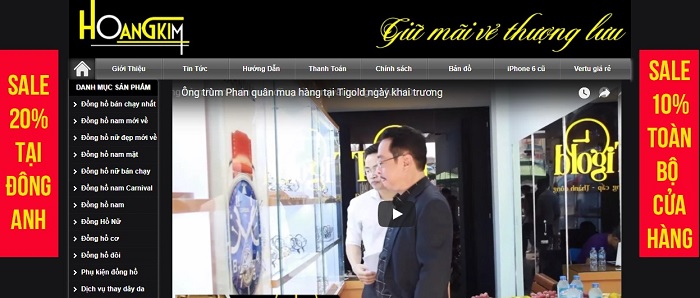 HOANGKIM
Giữ mãi vẻ thượng lưu
Giới Thiệu
Tin Tức
Hướng Dẫn
Thanh Toán
Chính sách
Bản đồ
iPhone 6 cũ
Vertu giá rẻ
SALE
20%
TẠI
ĐÔNG
ANH
DANH MỤC SẢN PHẨM
Đồng hồ bán chạy nhất
Đồng hồ nam mới về
Đồng hồ nữ đẹp mới về
Đồng hồ nam mặt
Đồng hồ nữ bán chạy
Đồng hồ nam Carnival
Đồng hồ nam
Đồng Hồ Nữ
Đồng hồ cơ
Đồng hồ đôi
Phụ kiện đồng hồ
Dịch vụ thay dây da
Ông trùm Phan quân mua hàng tại Tigold ngày khai trương
Tigold
cấp - Thành công
SALE
10%
TOÀN
BỘ
CỬA
HÀNG